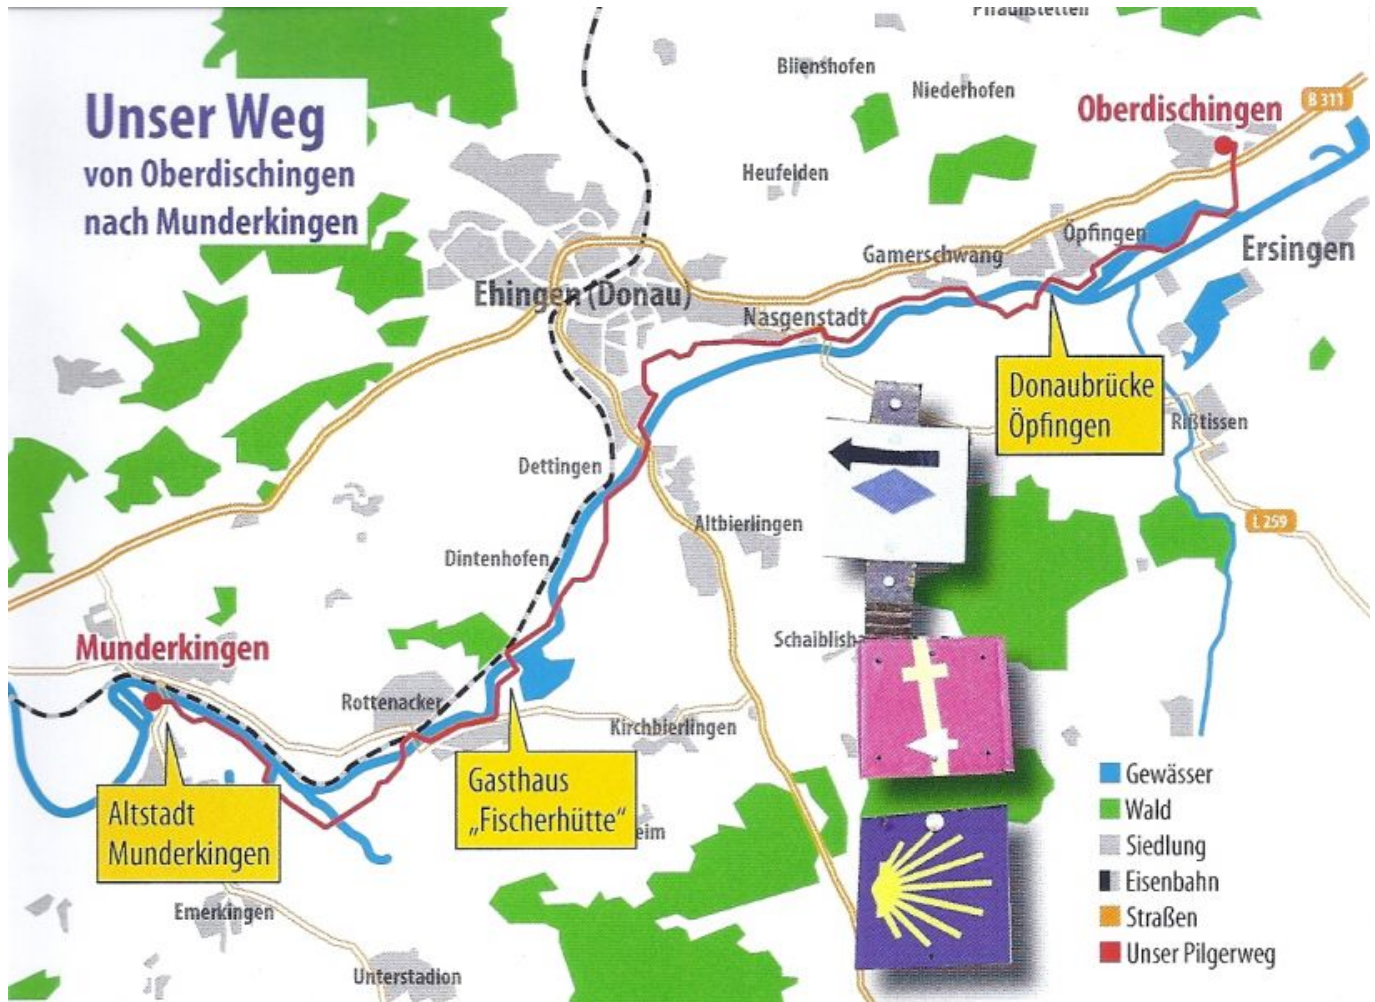 Blienshofen
Niederhofen
Oberdischingen
B 311
Unser Weg
von Oberdischingen
nach Munderkingen
Heufelden
Öpfingen
Gamerschwang
Ersingen
Ehingen (Donau)
Nasgenstadt
Donaubrücke
Öpfingen
Rißtissen
Dettingen
Altbierlingen
L 259
Dintenhofen
Munderkingen
Rottenacker
Kirchbierlingen
Gasthaus
„Fischerhütte“
Altstadt
Munderkingen
Emerkingen
Unterstadion
Gewässer
Wald
Siedlung
Eisenbahn
Straßen
Unser Pilgerweg